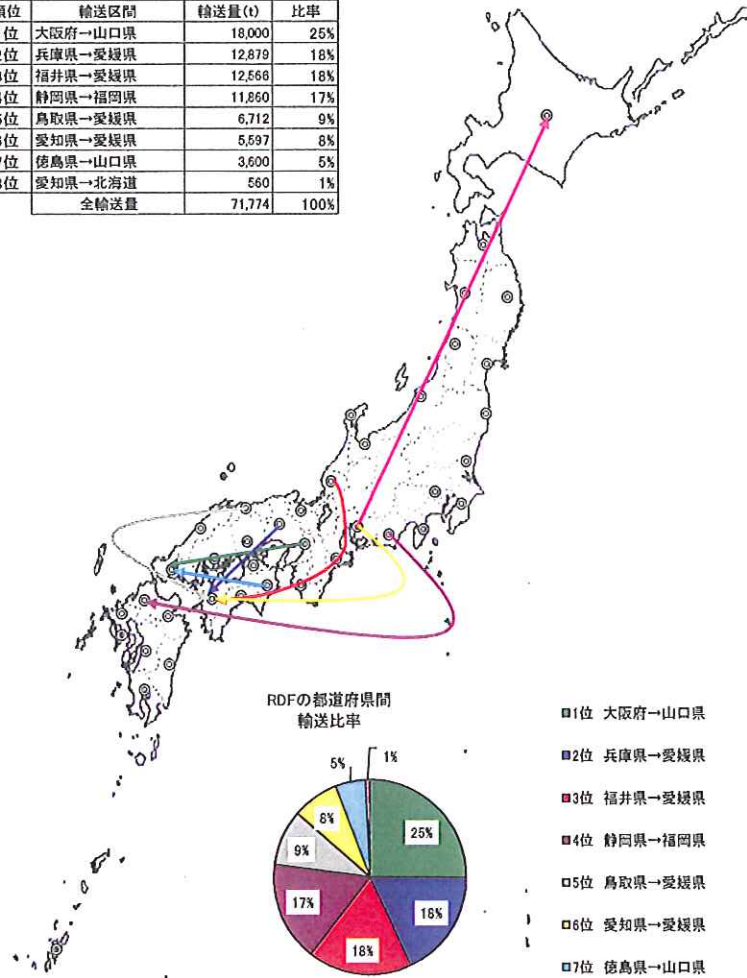 順位 輸送区間 輸送量(t) 比率
位 大阪府→山口県 18,000 25%
位 兵庫県→愛媛県 12,879 18%
位 福井県→愛媛県 12,566 18%
位 静岡県→福岡県 11,860 17%
位 鳥取県→愛媛県 6,712 9%
位 愛知県→愛媛県 5,597 8%
位 徳島県→山口県 3,600 5%
位 愛知県→北海道 560 1%
全輸送量 71,774 100%
RDFの都道府県間
輸送比率
5%
1%
8%
25%
9%
17%
18%
18%
1位 大阪府→山口県
2位 兵庫県→愛媛県
3位 福井県→愛媛県
4位 静岡県→福岡県
5位 鳥取県→愛媛県
6位 愛知県→愛媛県
7位 徳島県→山口県